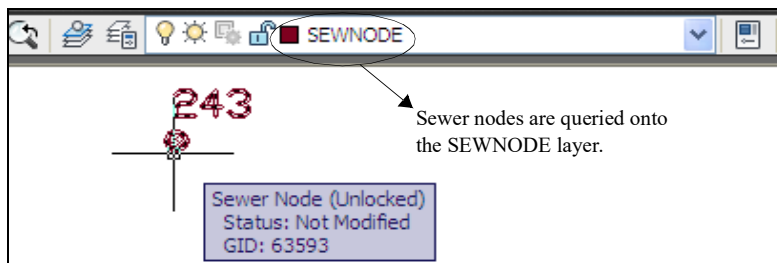 SEWNODE
243
Sewer nodes are queried onto
the SEWNODE layer.
Sewer Node (Unlocked)
Status: Not Modified
GID: 63593